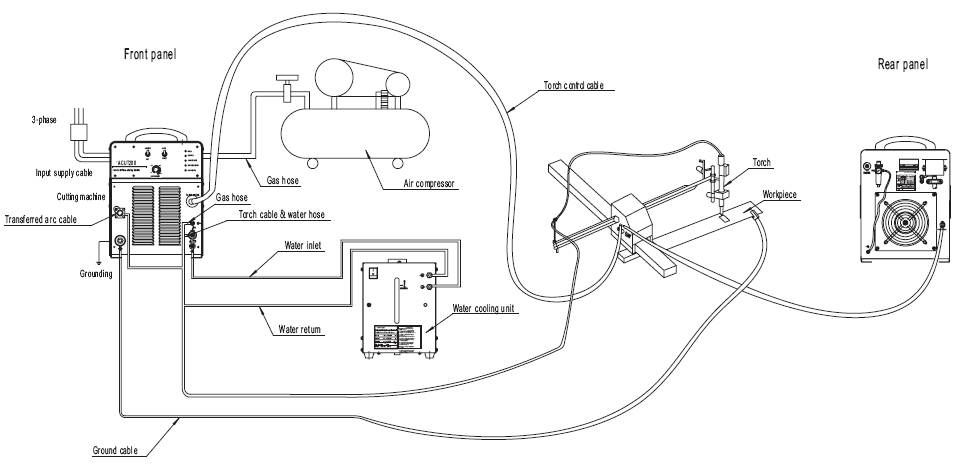 Front panel
Rear panel
Torch control cable
3-phase
Input supply cable
Gas hose
Air compressor
Torch
Cutting machine
Gas hose
Workpiece
Transferred arc cable
Torch cable & water hose
Water inlet
Grounding
Water cooling unit
Water return
Ground cable